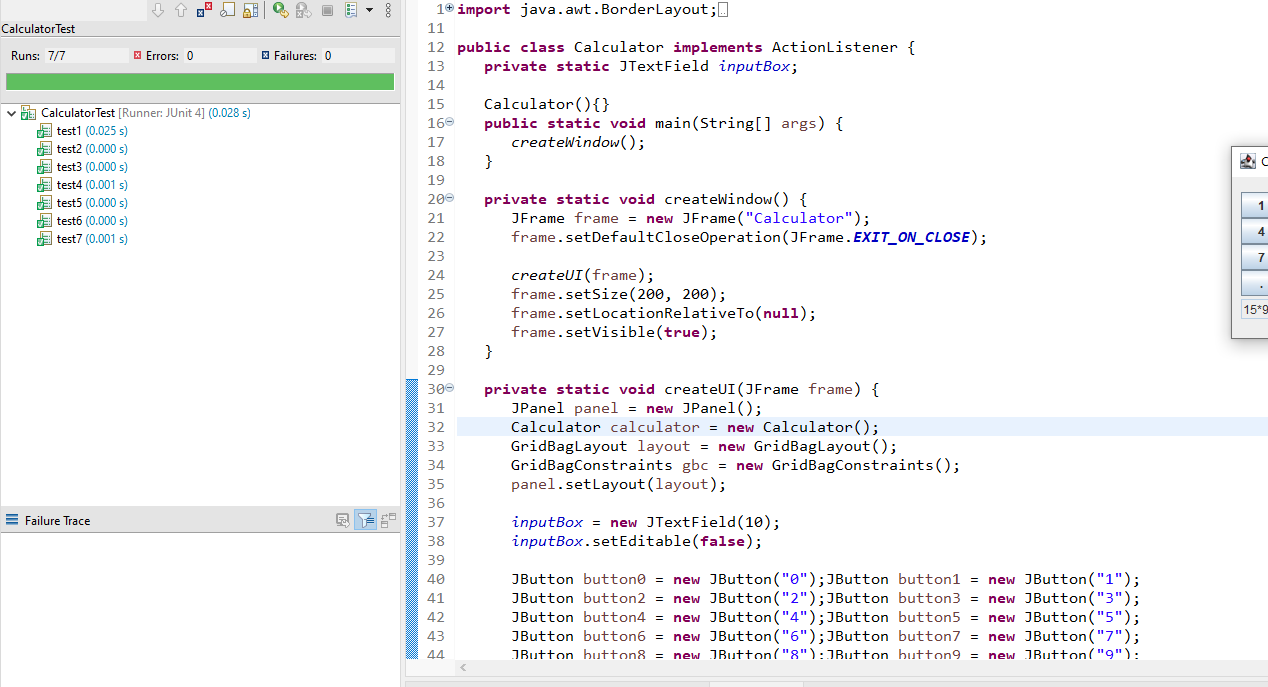 CalculatorTest
Runs: 7/7 Errors: 0 Failures: 0
CalculatorTest [Runner: JUnit 4] (0.028 s)
test1 (0.025 s)
test2 (0.000 s)
test3 (0.000 s)
test4 (0.001 s)
test5 (0.000 s)
test6 (0.000 s)
test7 (0.001 s)
Failure Trace
1 import java.awt.BorderLayout;
11
12 public class Calculator implements ActionListener {
13 private static JTextField inputBox;
14
15 Calculator(){}
16 public static void main(String[] args) {
17 createWindow();
18 }
19
20 private static void createWindow() {
21 JFrame frame = new JFrame("Calculator");
22 frame.setDefaultCloseOperation(JFrame.EXIT_ON_CLOSE);
23
24 createUI(frame);
25 frame.setSize(200, 200);
26 frame.setLocationRelativeTo(null);
27 frame.setVisible(true);
28 }
29
30 private static void createUI(JFrame frame) {
31 JPanel panel = new JPanel();
32 Calculator calculator = new Calculator();
33 GridBagLayout layout = new GridBagLayout();
34 GridBagConstraints gbc = new GridBagConstraints();
35 panel.setLayout(layout);
36
37 inputBox = new JTextField(10);
38 inputBox.setEditable(false);
39
40 JButton button0 = new JButton("0");JButton button1 = new JButton("1");
41 JButton button2 = new JButton("2");JButton button3 = new JButton("3");
42 JButton button4 = new JButton("4");JButton button5 = new JButton("5");
43 JButton button6 = new JButton("6");JButton button7 = new JButton("7");
44 JButton button8 = new JButton("8");JButton button9 = new JButton("9");
C
1
4
7
.
15*9